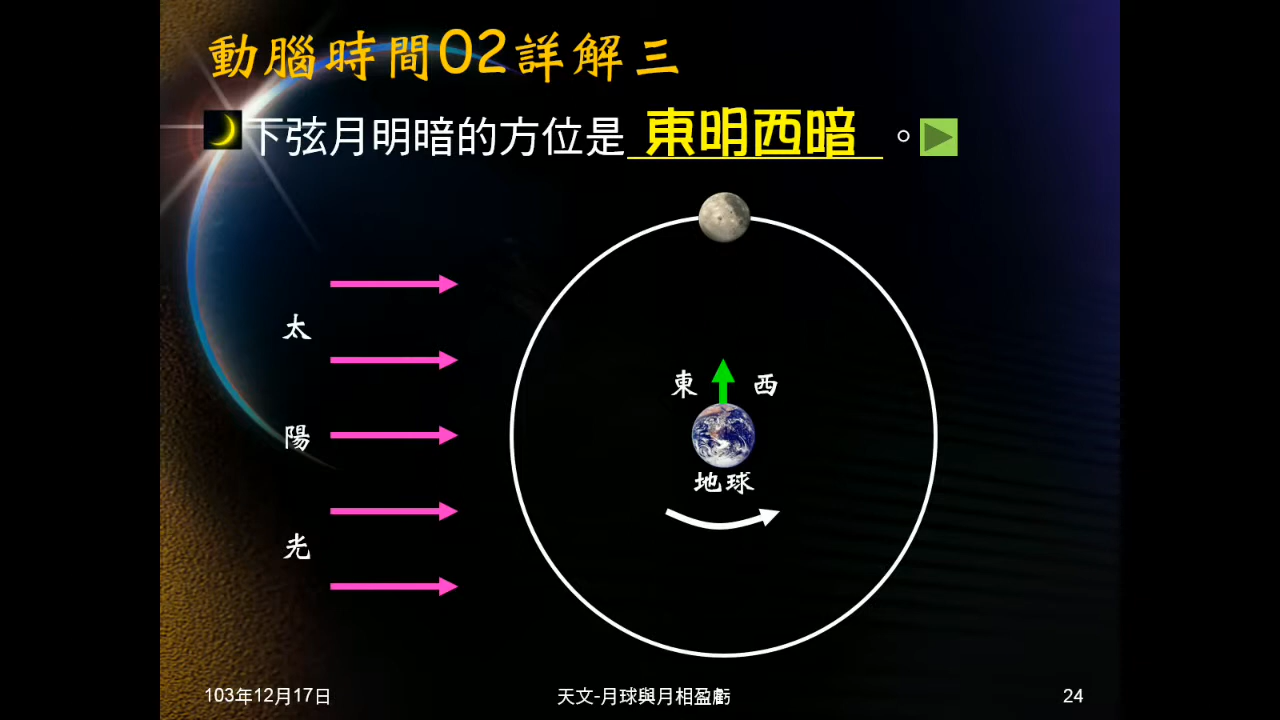 動腦時間02詳解三
下弦月明暗的方位是 東明西暗 。
太
陽
光
東 西
地球
103年12月17日 天文-月球與月相盈虧 24